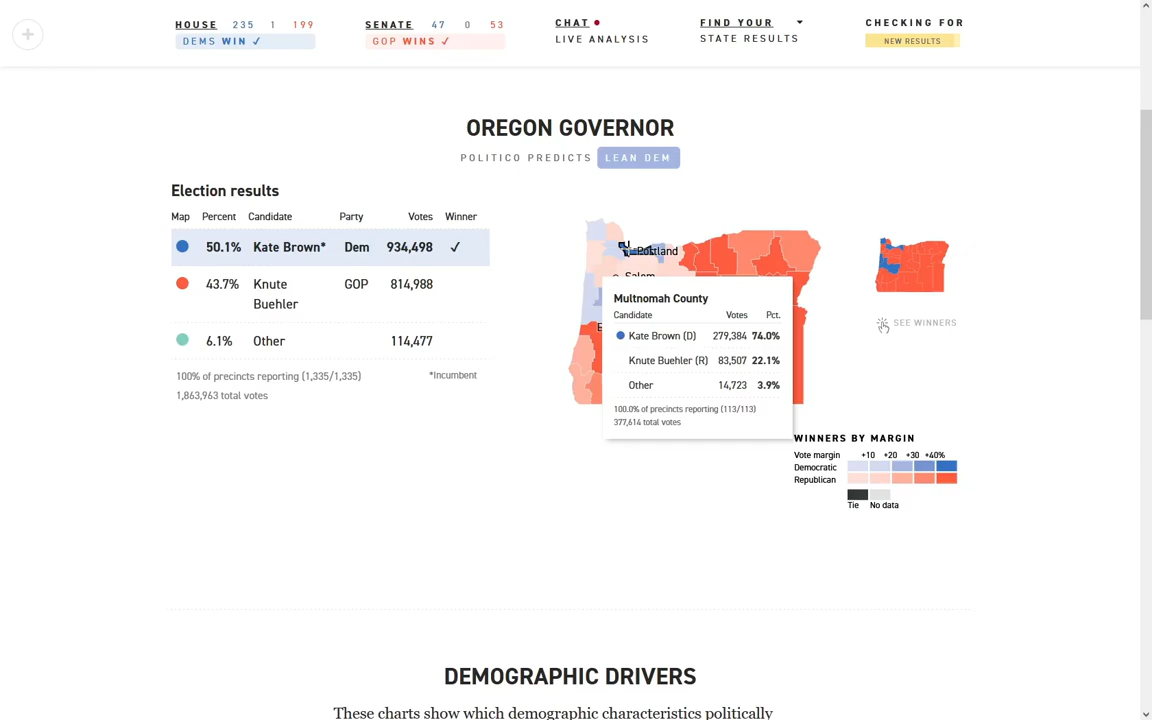 HOUSE 235 1 199
DEMS WIN ✓
SENATE 47 0 53
GOP WINS ✓
CHAT
LIVE ANALYSIS
FIND YOUR
STATE RESULTS
CHECKING FOR
NEW RESULTS
OREGON GOVERNOR
POLITICO PREDICTS LEAN DEM
Election results
Map Percent Candidate Party Votes Winner
50.1% Kate Brown* Dem 934,498 ✓
43.7% Knute Buehler GOP 814,988
6.1% Other 114,477
100% of precincts reporting (1,335/1,335) *Incumbent
1,863,963 total votes
Portland
Salem
E
Multnomah County
Candidate Votes Pct.
Kate Brown (D) 279,384 74.0%
Knute Buehler (R) 83,507 22.1%
Other 14,723 3.9%
100.0% of precincts reporting (113/113)
377,614 total votes
SEE WINNERS
WINNERS BY MARGIN
Vote margin +10 +20 +30 +40%
Democratic
Republican
Tie No data
DEMOGRAPHIC DRIVERS
These charts show which demographic characteristics politically